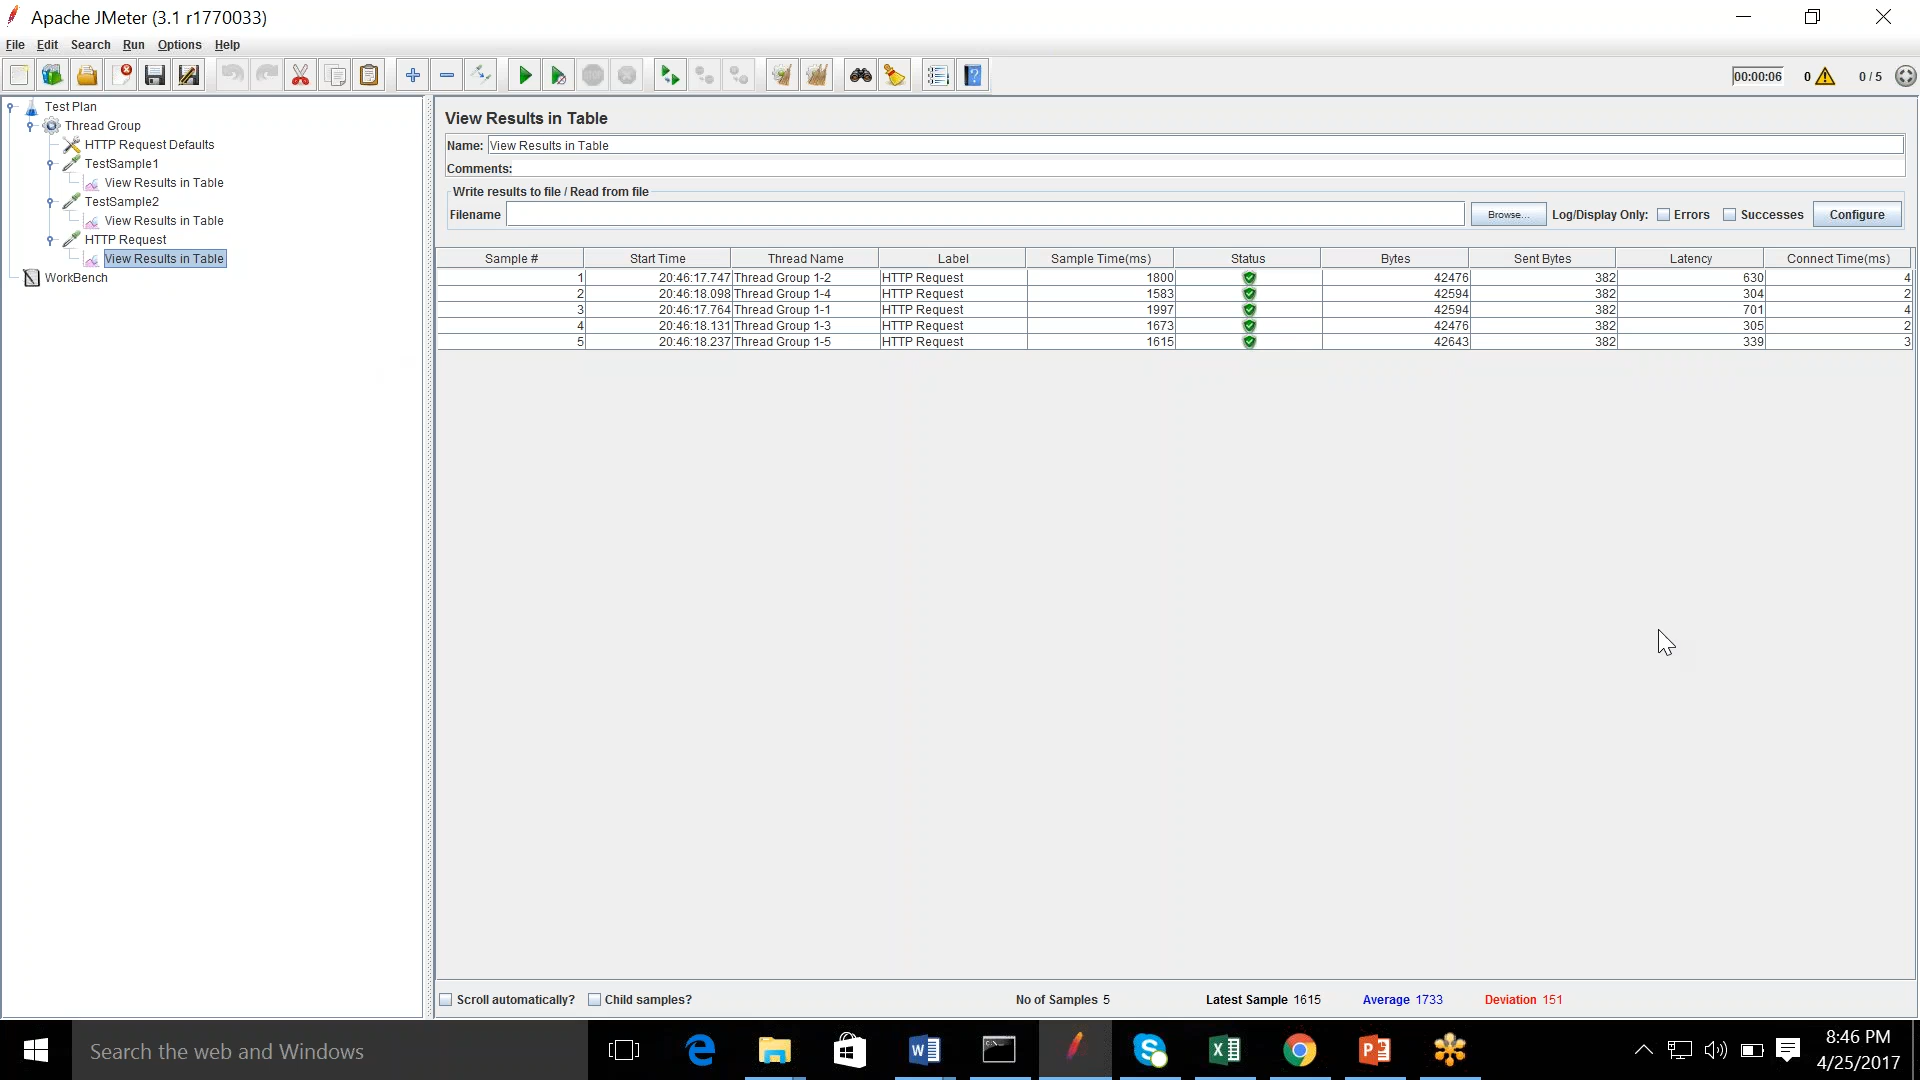 Apache JMeter (3.1 r1770033)
File Edit Search Run Options Help
00:00:06 0 0 / 5
Test Plan
Thread Group
HTTP Request Defaults
TestSample1
View Results in Table
TestSample2
View Results in Table
HTTP Request
View Results in Table
WorkBench
View Results in Table
Name: View Results in Table
Comments:
Write results to file / Read from file
Filename Browse... Log/Display Only: Errors Successes Configure
Sample # Start Time Thread Name Label Sample Time(ms) Status Bytes Sent Bytes Latency Connect Time(ms)
1 20:46:17.747 Thread Group 1-2 HTTP Request 1800 42476 382 630 4
2 20:46:18.098 Thread Group 1-4 HTTP Request 1583 42594 382 304 2
3 20:46:17.764 Thread Group 1-1 HTTP Request 1997 42594 382 701 4
4 20:46:18.131 Thread Group 1-3 HTTP Request 1673 42476 382 305 2
5 20:46:18.237 Thread Group 1-5 HTTP Request 1615 42643 382 339 3
Scroll automatically? Child samples? No of Samples 5 Latest Sample 1615 Average 1733 Deviation 151
Search the web and Windows
8:46 PM
4/25/2017